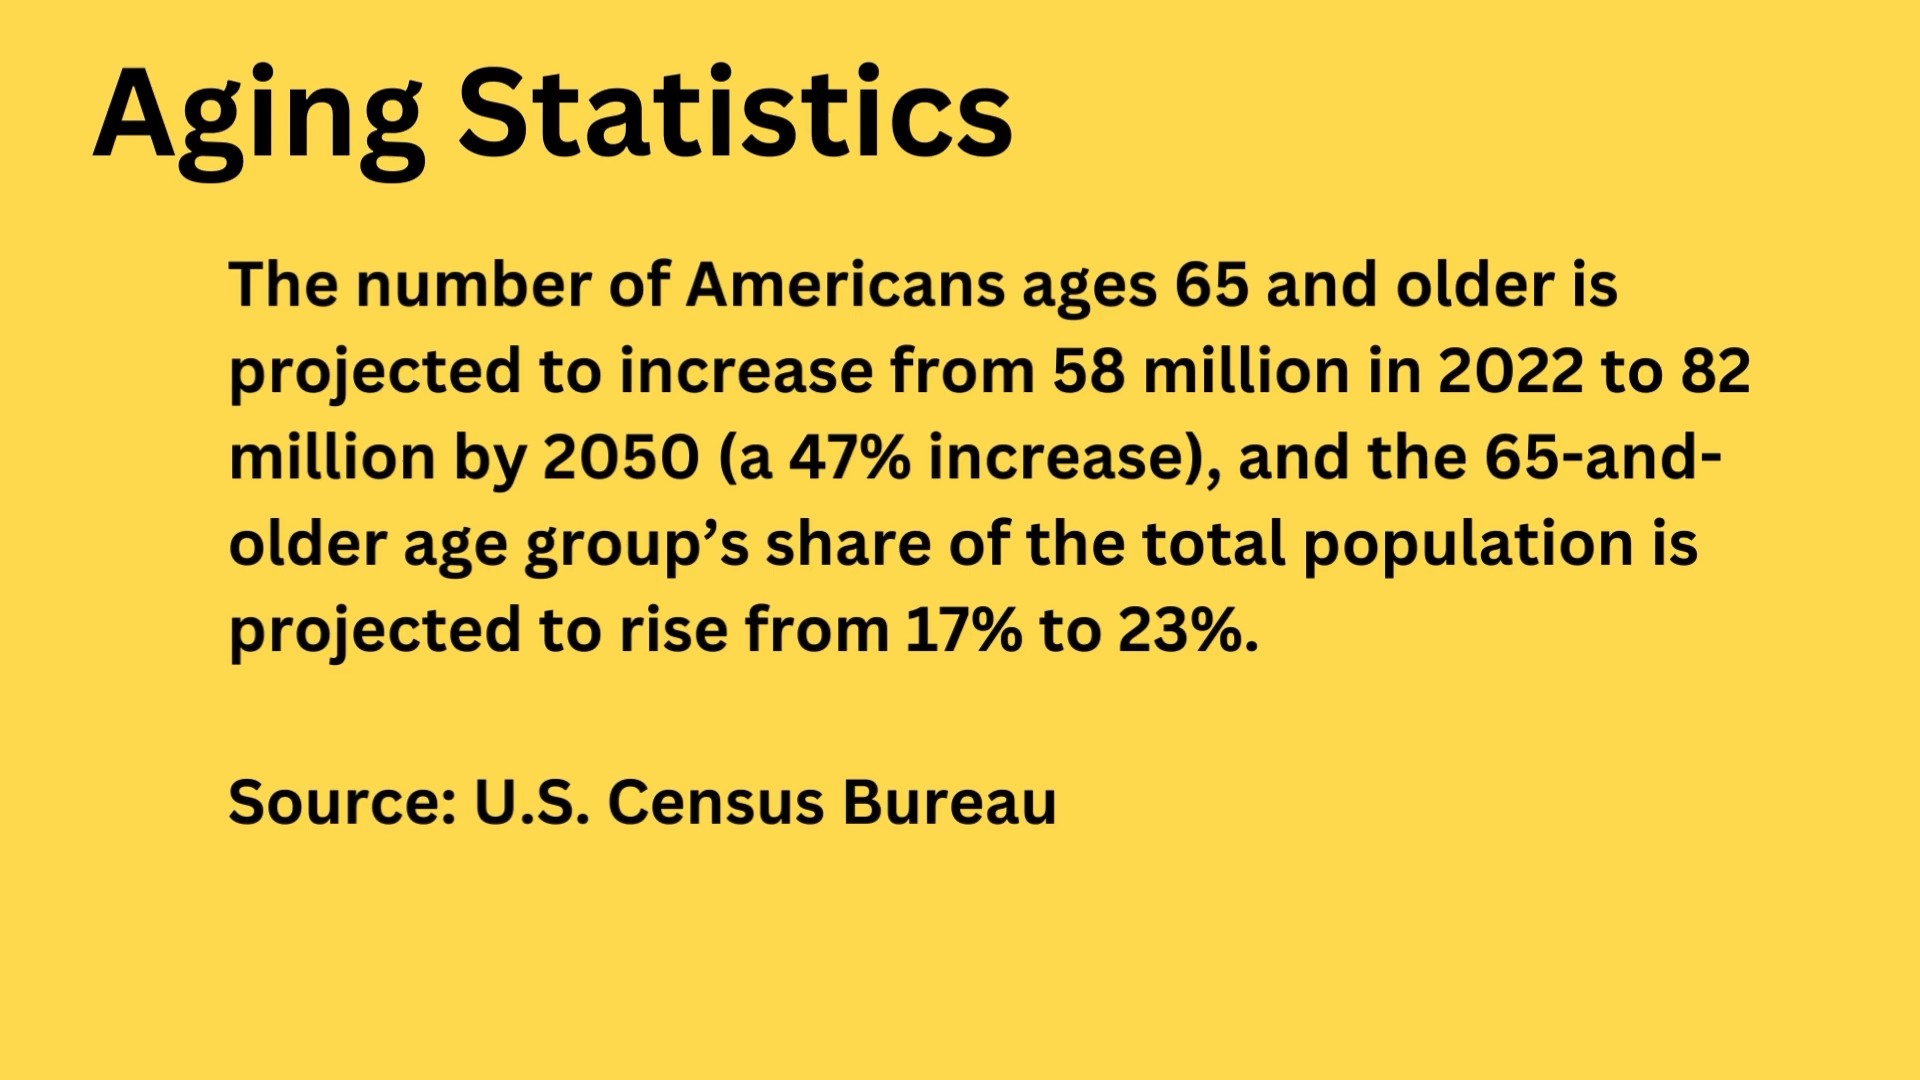 Aging Statistics
The number of Americans ages 65 and older is
projected to increase from 58 million in 2022 to 82
million by 2050 (a 47% increase), and the 65-and-
older age group’s share of the total population is
projected to rise from 17% to 23%.
Source: U.S. Census Bureau